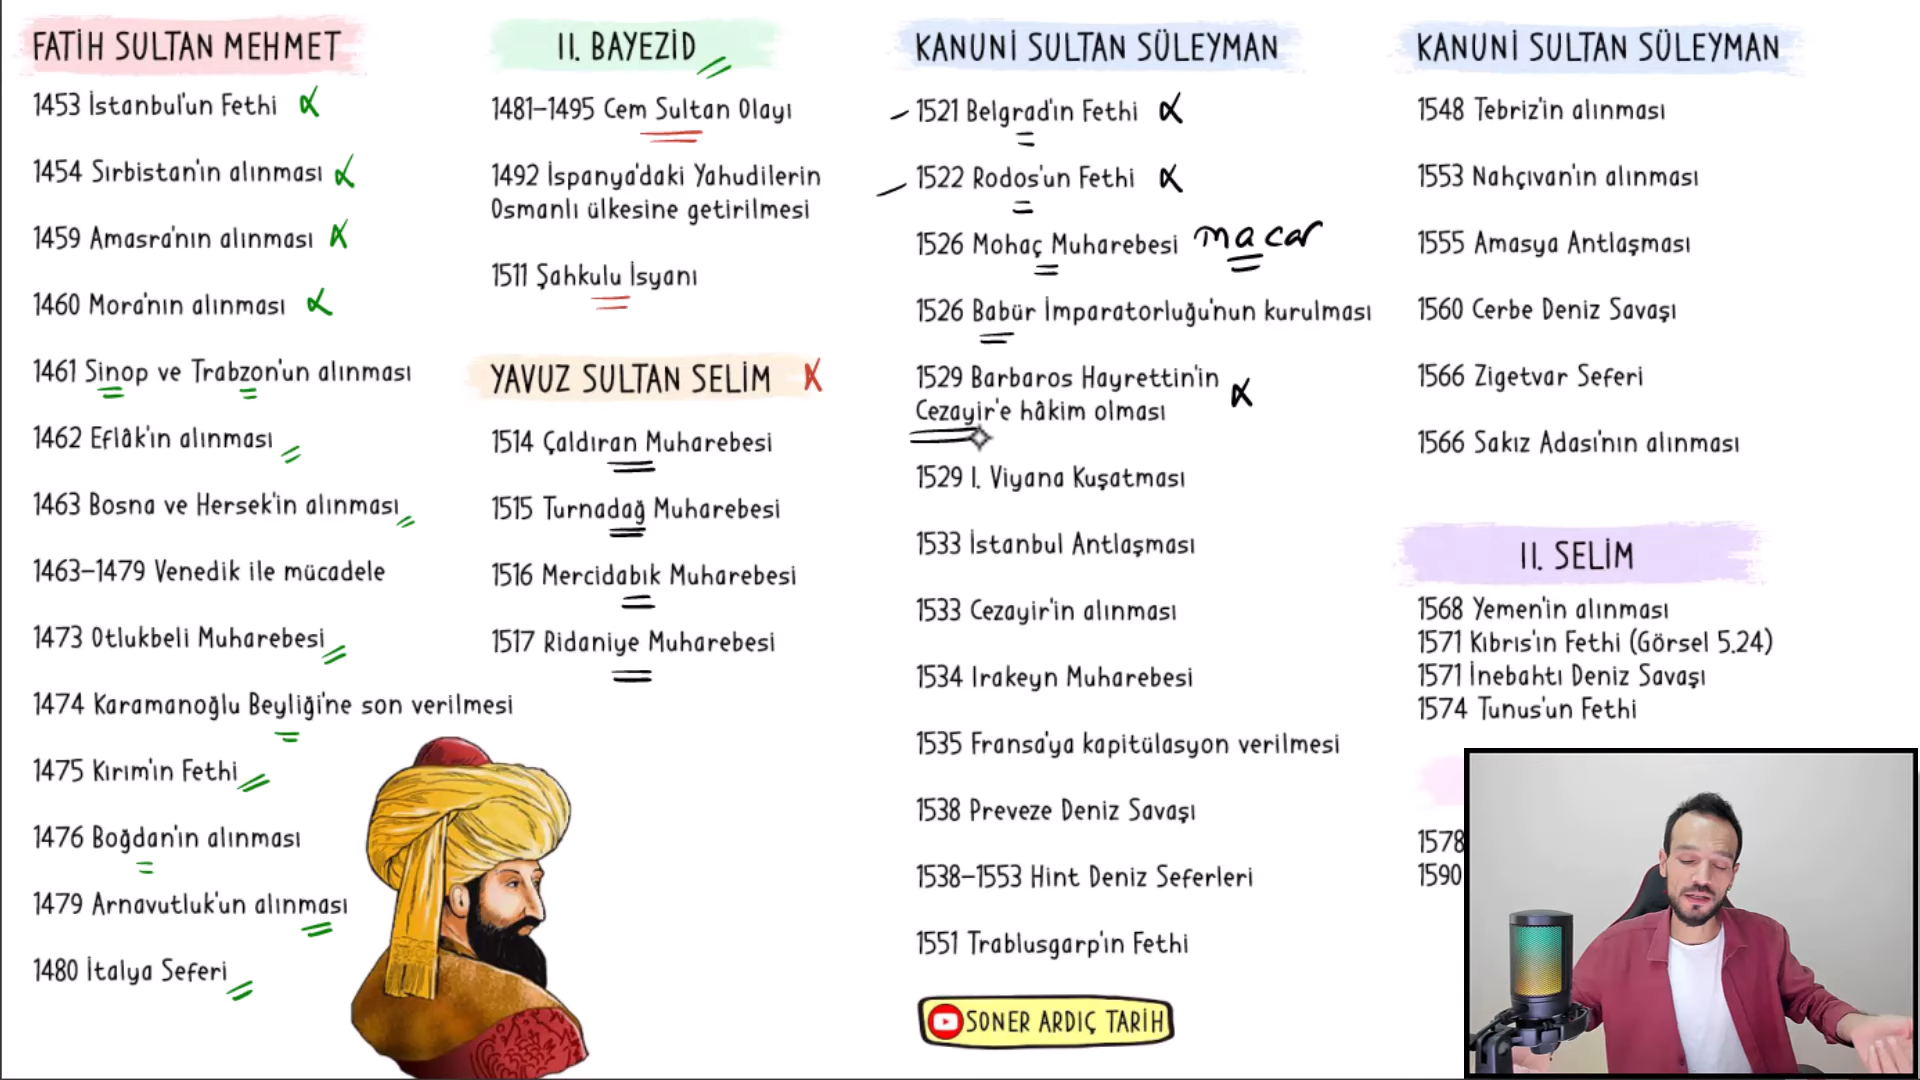 FATİH SULTAN MEHMET
1453 İstanbul'un Fethi
1454 Sırbistan'ın alınması
1459 Amasra'nın alınması
1460 Mora'nın alınması
1461 Sinop ve Trabzon'un alınması
1462 Eflâk'ın alınması
1463 Bosna ve Hersek'in alınması
1463-1479 Venedik ile mücadele
1473 Otlukbeli Muharebesi
1474 Karamanoğlu Beyliği'ne son verilmesi
1475 Kırım'ın Fethi
1476 Boğdan'ın alınması
1479 Arnavutluk'un alınması
1480 İtalya Seferi
II. BAYEZİD
1481-1495 Cem Sultan Olayı
1492 İspanya'daki Yahudilerin
Osmanlı ülkesine getirilmesi
1511 Şahkulu İsyanı
YAVUZ SULTAN SELİM
1514 Çaldıran Muharebesi
1515 Turnadağ Muharebesi
1516 Mercidabık Muharebesi
1517 Ridaniye Muharebesi
KANUNİ SULTAN SÜLEYMAN
1521 Belgrad'ın Fethi
1522 Rodos'un Fethi
1526 Mohaç Muharebesi macar
1526 Babür İmparatorluğu'nun kurulması
1529 Barbaros Hayrettin'in
Cezayir'e hâkim olması
1529 I. Viyana Kuşatması
1533 İstanbul Antlaşması
1533 Cezayir'in alınması
1534 Irakeyn Muharebesi
1535 Fransa'ya kapitülasyon verilmesi
1538 Preveze Deniz Savaşı
1538-1553 Hint Deniz Seferleri
1551 Trablusgarp'ın Fethi
SONER ARDIÇ TARİH
KANUNİ SULTAN SÜLEYMAN
1548 Tebriz'in alınması
1553 Nahçıvan'ın alınması
1555 Amasya Antlaşması
1560 Cerbe Deniz Savaşı
1566 Zigetvar Seferi
1566 Sakız Adası'nın alınması
II. SELİM
1568 Yemen'in alınması
1571 Kıbrıs'ın Fethi (Görsel 5.24)
1571 İnebahtı Deniz Savaşı
1574 Tunus'un Fethi
1578
1590